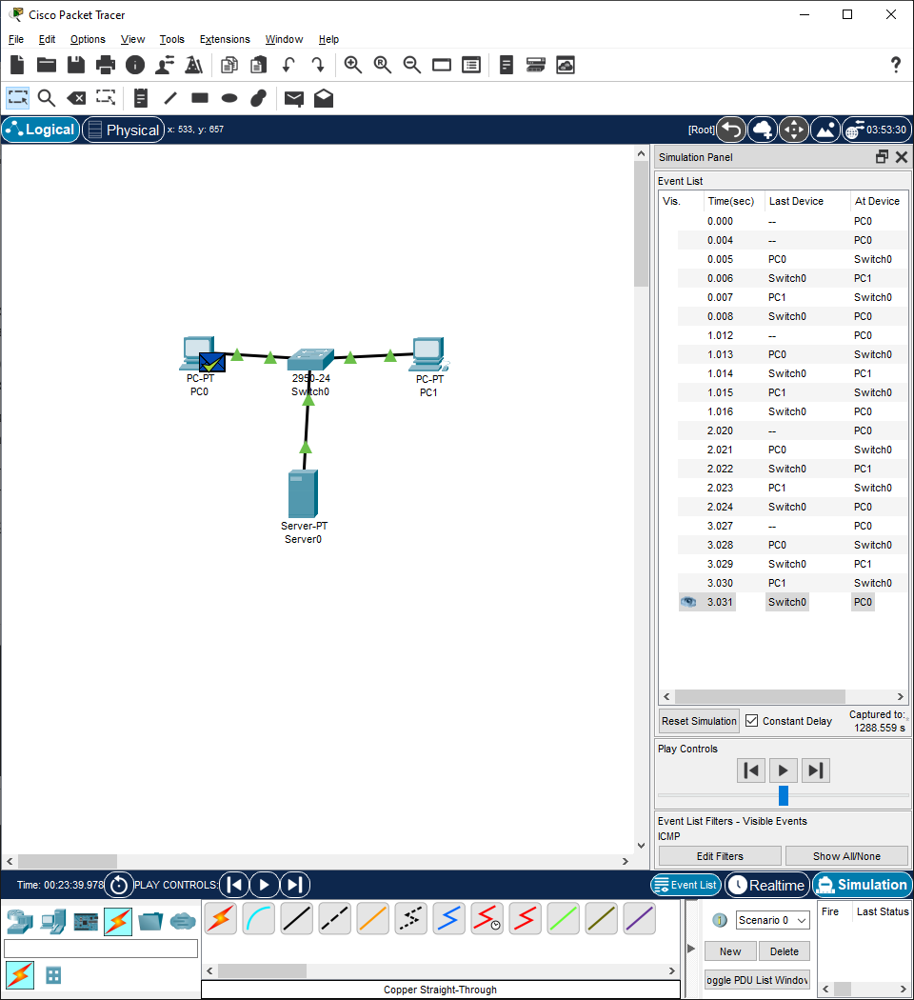 Cisco Packet Tracer
File Edit Options View Tools Extensions Window Help
Logical Physical x: 533, y: 657 [Root] 03:53:30
Simulation Panel
Event List
Vis. Time(sec) Last Device At Device
0.000 -- PC0
0.004 -- PC0
0.005 PC0 Switch0
0.006 Switch0 PC1
0.007 PC1 Switch0
0.008 Switch0 PC0
1.012 -- PC0
1.013 PC0 Switch0
1.014 Switch0 PC1
1.015 PC1 Switch0
1.016 Switch0 PC0
2.020 -- PC0
2.021 PC0 Switch0
2.022 Switch0 PC1
2.023 PC1 Switch0
2.024 Switch0 PC0
3.027 -- PC0
3.028 PC0 Switch0
3.029 Switch0 PC1
3.030 PC1 Switch0
3.031 Switch0 PC0
PC-PT
PC0
2950-24
Switch0
PC-PT
PC1
Server-PT
Server0
Reset Simulation Constant Delay Captured to:
1288.559 s
Play Controls
Event List Filters - Visible Events
ICMP
Edit Filters Show All/None
Time: 00:23:39.978 PLAY CONTROLS: Event List Realtime Simulation
Scenario 0
New Delete
oggle PDU List Window
Fire Last Status
Copper Straight-Through